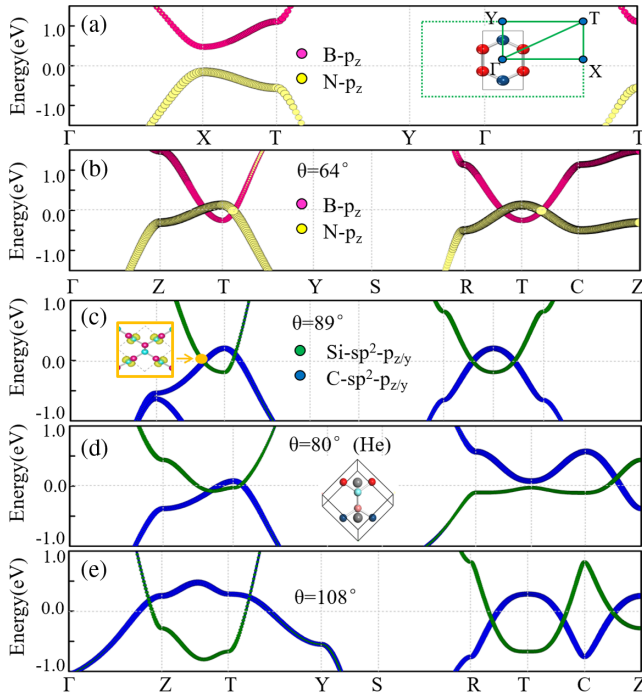 (a)
Energy(eV)
1.0
0.0
-1.0
B-pz
N-pz
Y T
Γ X
Γ X T Y Γ T
(b)
Energy(eV)
1.0
0.0
-1.0
θ=64°
B-pz
N-pz
Γ Z T Y S R T C Z
(c)
Energy(eV)
1.0
0.0
-1.0
θ=89°
Si-sp²-pz/y
C-sp²-pz/y
(d)
Energy(eV)
1.0
0.0
-1.0
θ=80° (He)
(e)
Energy(eV)
1.0
0.0
-1.0
θ=108°
Γ Z T Y S R T C Z